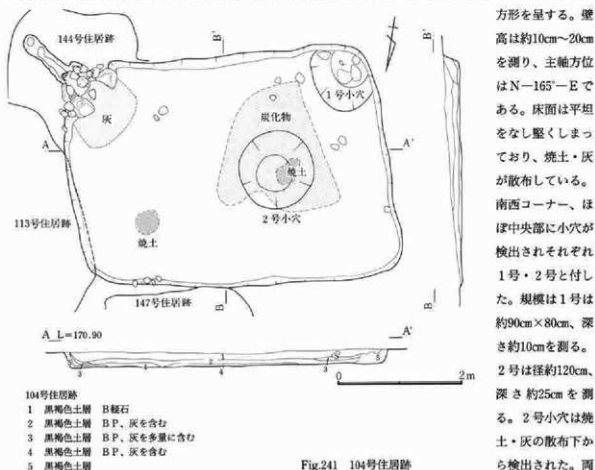 144号住居跡
B'
B'
1号小穴
灰
炭化物
A
A'
焼土
2号小穴
113号住居跡
焼土
147号住居跡
B
B
A L=170.90
A'
1
2
3
3
4
5
0
2m
104号住居跡
1 黒褐色土層 B軽石
2 黒褐色土層 BP、灰を含む
3 黒褐色土層 BP、灰を多量に含む
4 黒褐色土層 BP、灰を含む
5 黒褐色土層
Fig.241 104号住居跡
方形を呈する。壁
高は約10cm～20cm
を測り、主軸方位
はN—165°—Eで
ある。床面は平坦
をなし堅くしまっ
ており、焼土・灰
が散布している。
南西コーナー、ほ
ぼ中央部に小穴が
検出されそれぞれ
1号・2号と付し
た。規模は1号は
約90cm×80cm、深
さ約10cmを測る。
2号は径約120cm、
深さ約25cmを測
る。2号小穴は焼
土・灰の散布下か
ら検出された。両